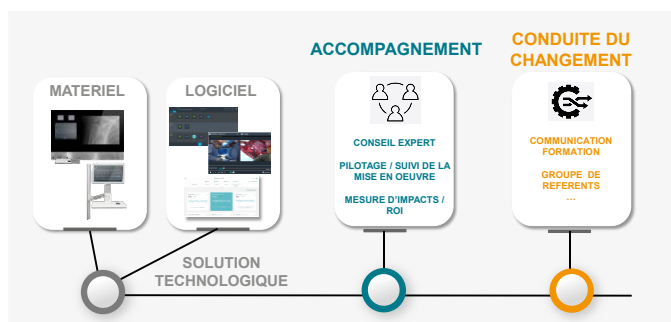 ACCOMPAGNEMENT
CONDUITE DU
CHANGEMENT
MATERIEL
LOGICIEL
CONSEIL EXPERT
PILOTAGE / SUIVI DE LA
MISE EN OEUVRE
MESURE D'IMPACTS /
ROI
COMMUNICATION
FORMATION
GROUPE DE
REFERENTS
...
SOLUTION
TECHNOLOGIQUE